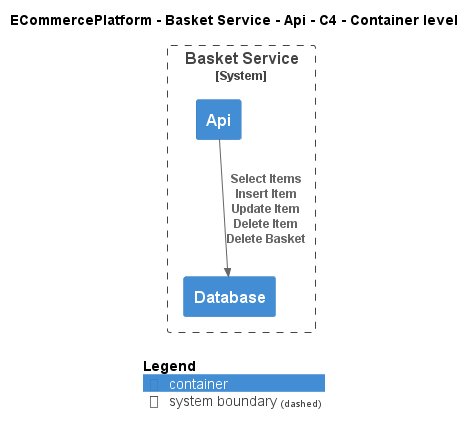 ECommercePlatform - Basket Service - Api - C4 - Container level
Basket Service
[System]
Api
Select Items
Insert Item
Update Item
Delete Item
Delete Basket
Database
Legend
container
system boundary (dashed)